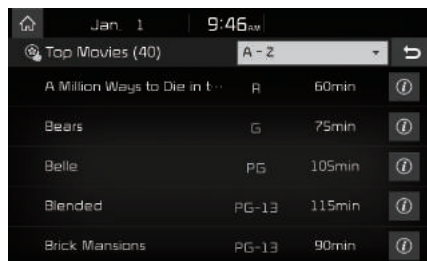 Jan. 1 9:46AM
Top Movies (40) A - Z
A Million Ways to Die in t... R 60min
Bears G 75min
Belle PG 105min
Blended PG-13 115min
Brick Mansions PG-13 90min